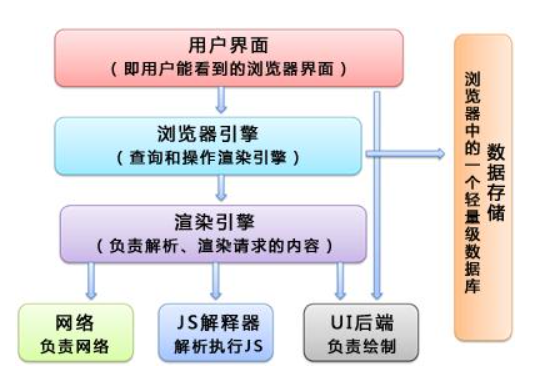 用户界面
（即用户能看到的浏览器界面）
浏览器引擎
（查询和操作渲染引擎）
渲染引擎
（负责解析、渲染请求的内容）
网络
负责网络
JS解释器
解析执行JS
UI后端
负责绘制
数据存储
浏览器中的一个轻量级数据库